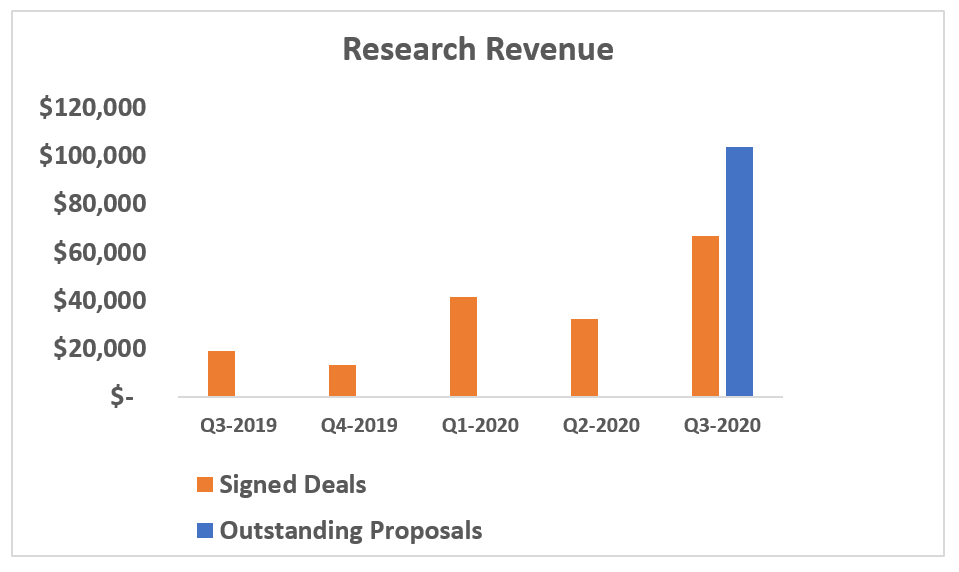 Research Revenue
$120,000
$100,000
$80,000
$60,000
$40,000
$20,000
$-
Q3-2019 Q4-2019 Q1-2020 Q2-2020 Q3-2020
Signed Deals
Outstanding Proposals